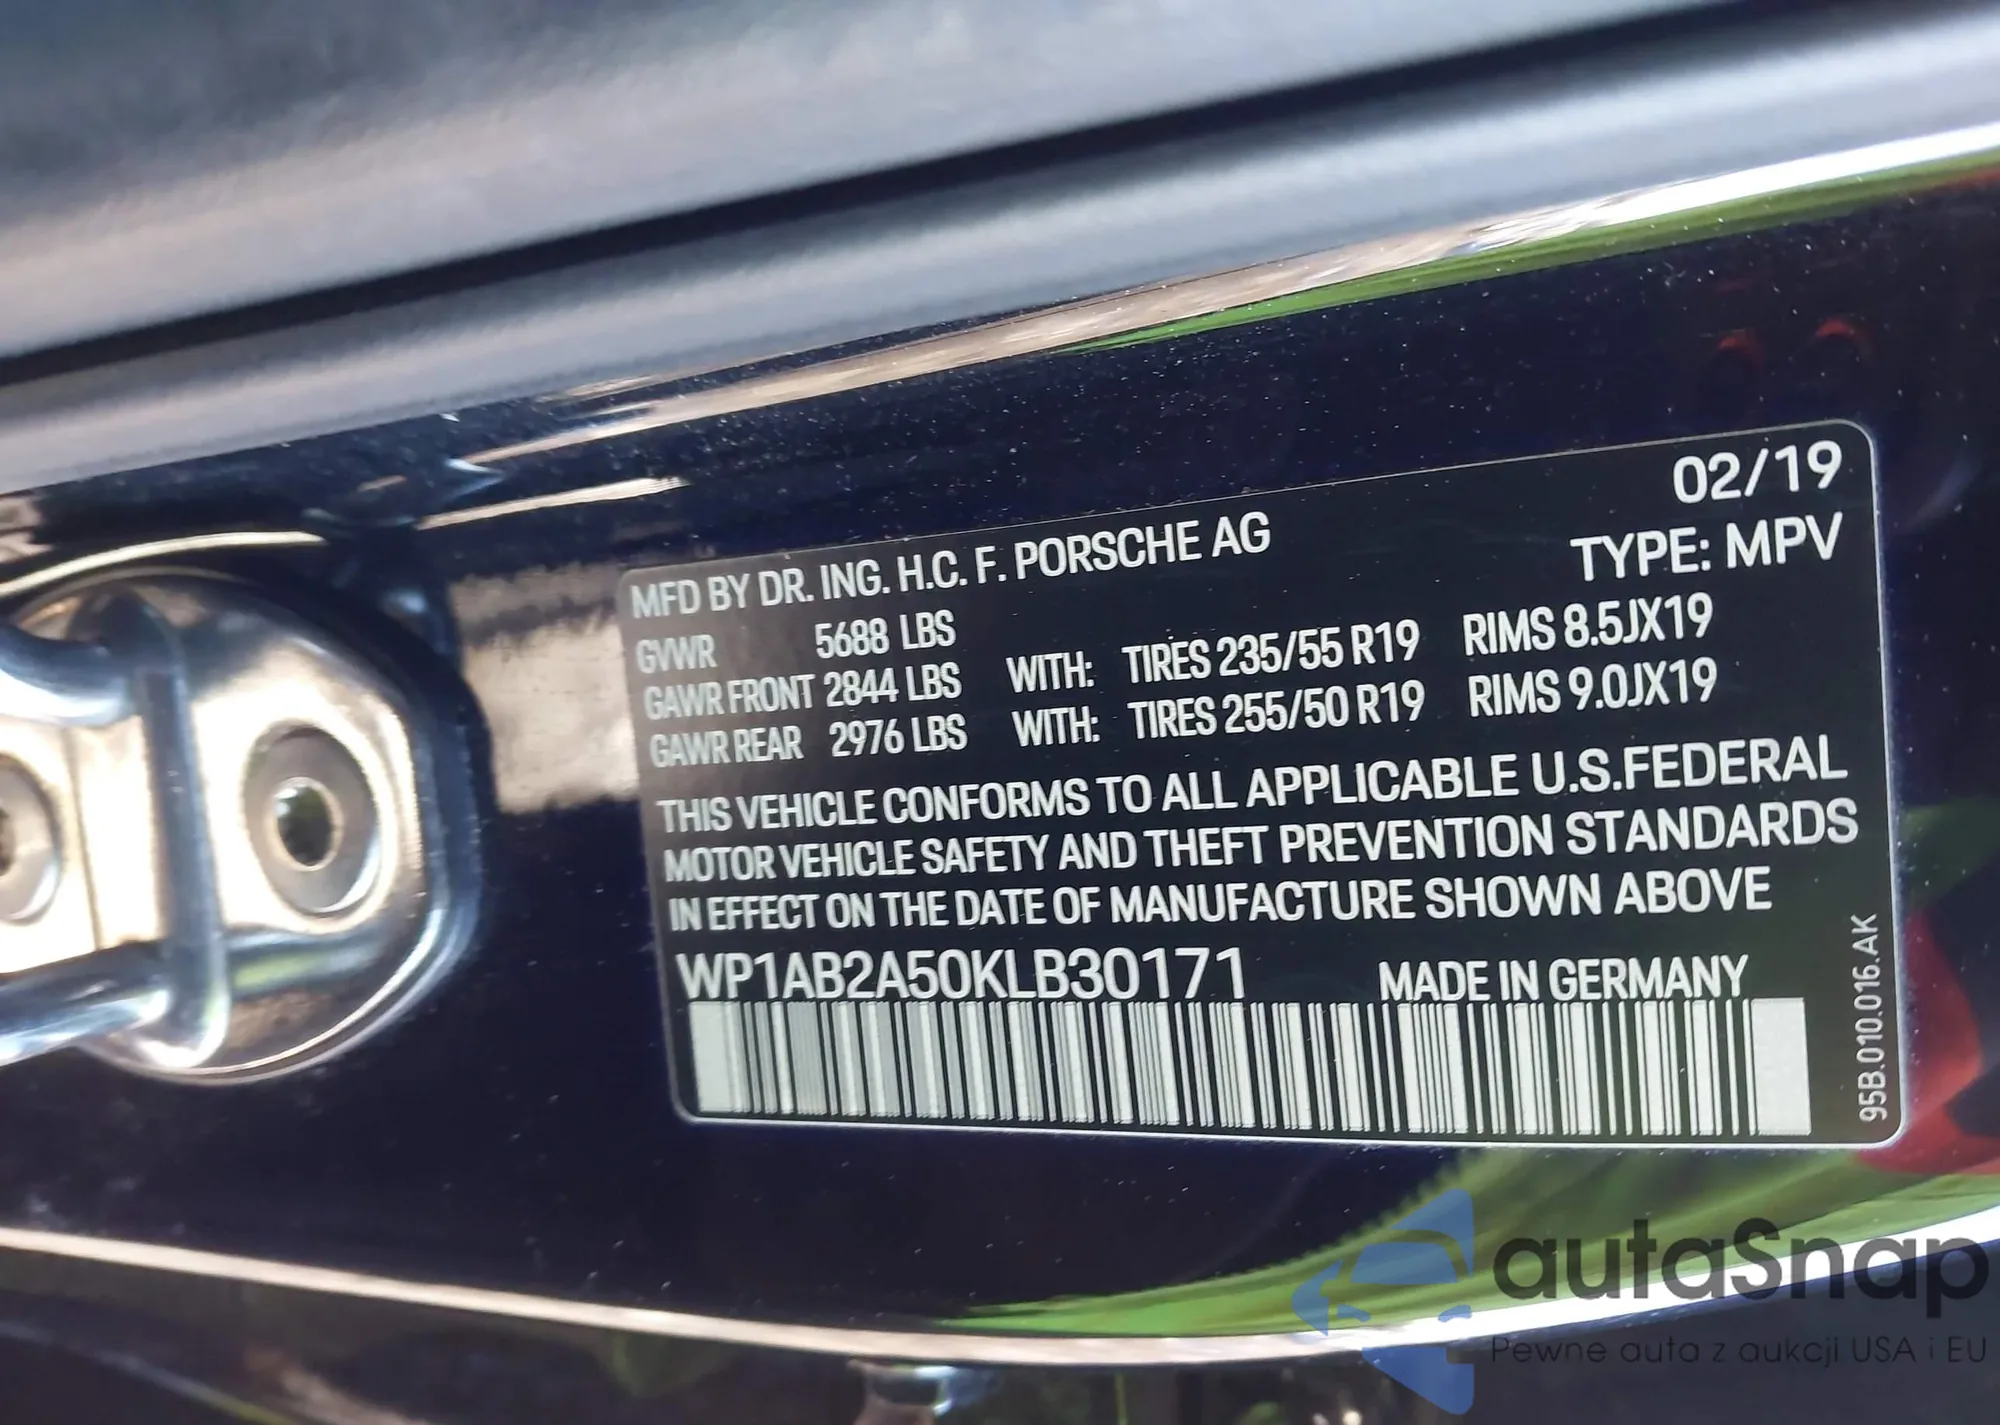 02/19
MFD BY DR. ING. H.C. F. PORSCHE AG TYPE: MPV
GVWR 5688 LBS
GAWR FRONT 2844 LBS WITH: TIRES 235/55 R19 RIMS 8.5JX19
GAWR REAR 2976 LBS WITH: TIRES 255/50 R19 RIMS 9.0JX19
THIS VEHICLE CONFORMS TO ALL APPLICABLE U.S.FEDERAL
MOTOR VEHICLE SAFETY AND THEFT PREVENTION STANDARDS
IN EFFECT ON THE DATE OF MANUFACTURE SHOWN ABOVE
WP1AB2A50KLB30171 MADE IN GERMANY
95B.010.016.AK
autaSnap
Pewne auta z aukcji USA i EU